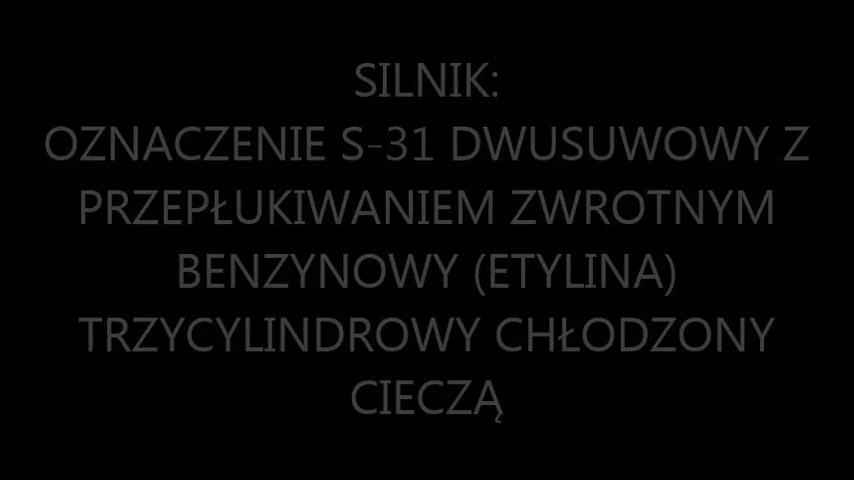 SILNIK:
OZNACZENIE S-31 DWUSUWOWY Z
PRZEPŁUKIWANIEM ZWROTNYM
BENZYNOWY (ETYLINA)
TRZYCYLINDROWY CHŁODZONY
CIECZĄ